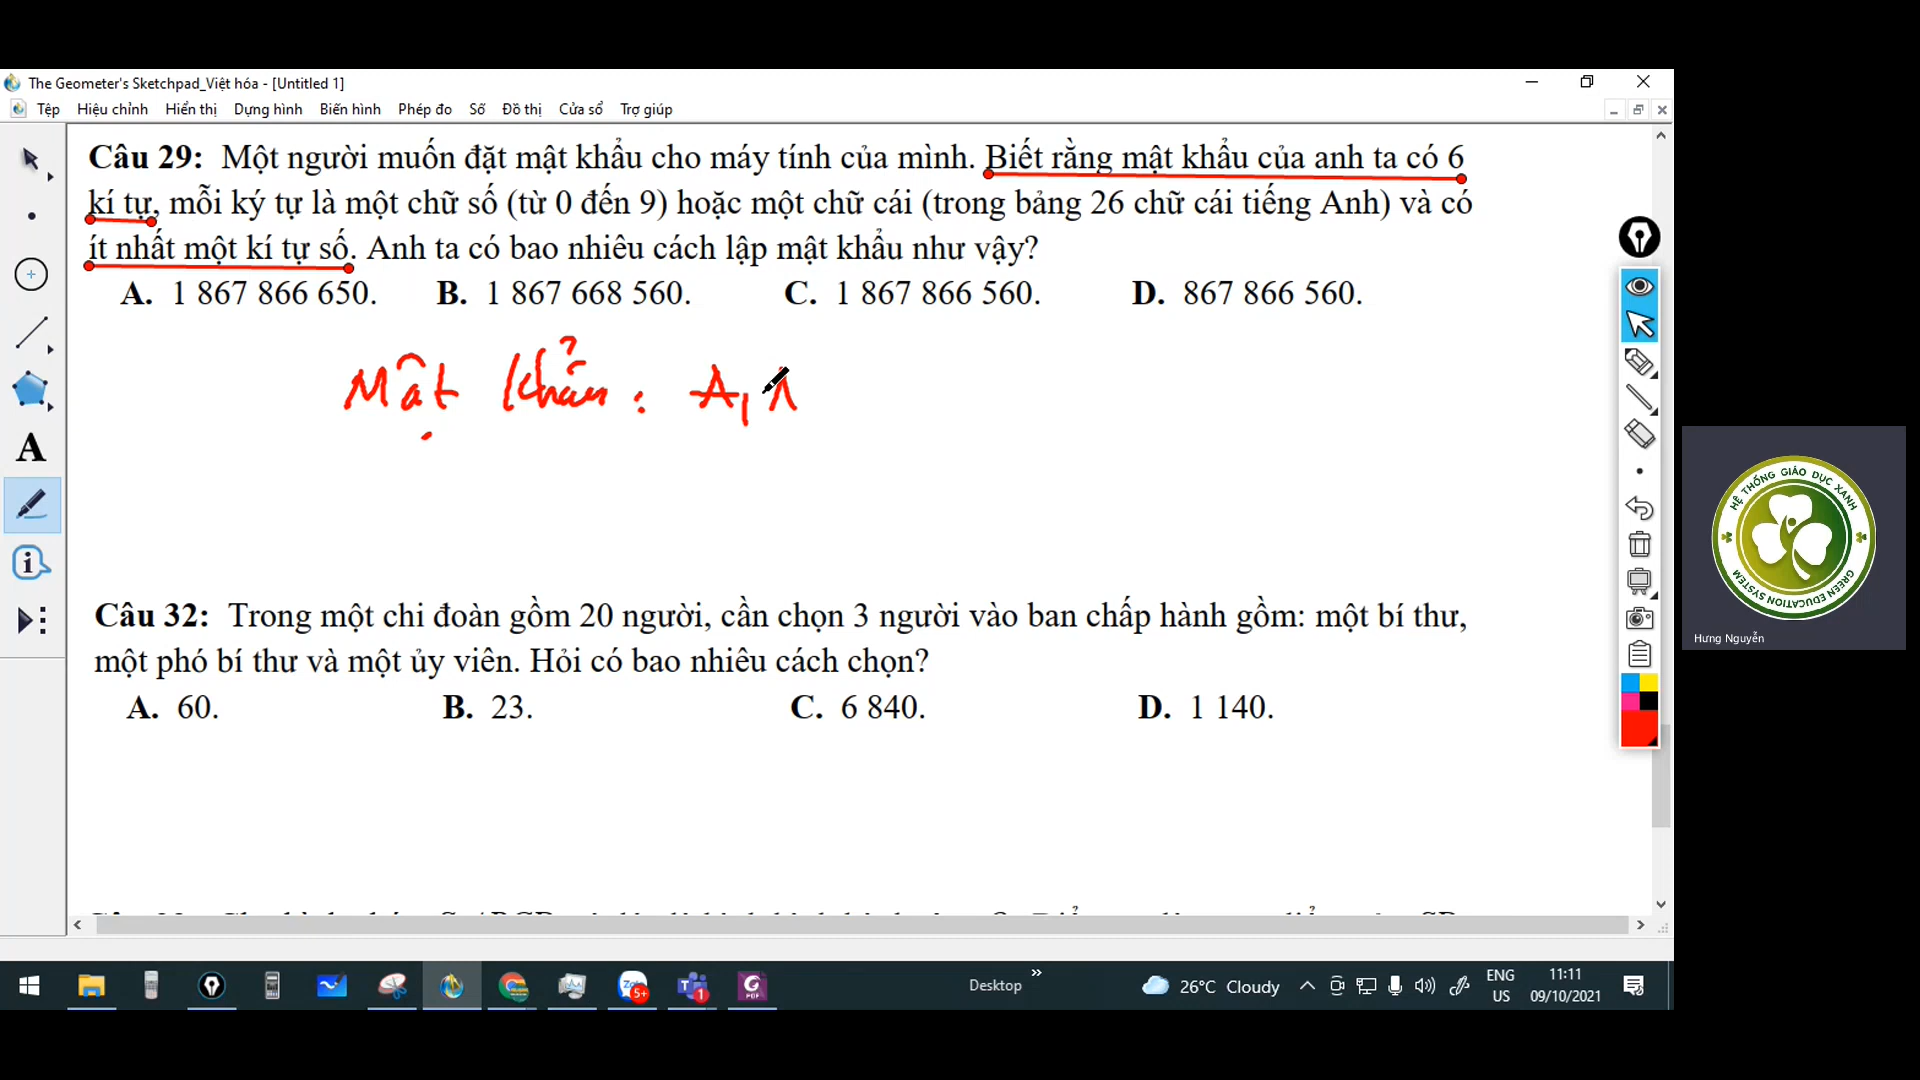 The Geometer's Sketchpad_Việt hóa - [Untitled 1]
Tệp Hiệu chỉnh Hiển thị Dựng hình Biến hình Phép đo Số Đồ thị Cửa sổ Trợ giúp
Câu 29: Một người muốn đặt mật khẩu cho máy tính của mình. Biết rằng mật khẩu của anh ta có 6
kí tự, mỗi ký tự là một chữ số (từ 0 đến 9) hoặc một chữ cái (trong bảng 26 chữ cái tiếng Anh) và có
ít nhất một kí tự số. Anh ta có bao nhiêu cách lập mật khẩu như vậy?
A. 1 867 866 650. B. 1 867 668 560. C. 1 867 866 560. D. 867 866 560.
Mật khẩu: A₁
Câu 32: Trong một chi đoàn gồm 20 người, cần chọn 3 người vào ban chấp hành gồm: một bí thư,
một phó bí thư và một ủy viên. Hỏi có bao nhiêu cách chọn?
A. 60. B. 23. C. 6 840. D. 1 140.
HỆ THỐNG GIÁO DỤC XANH
GREEN EDUCATION SYSTEM
Hưng Nguyễn
Desktop
26°C Cloudy
ENG
US
11:11
09/10/2021